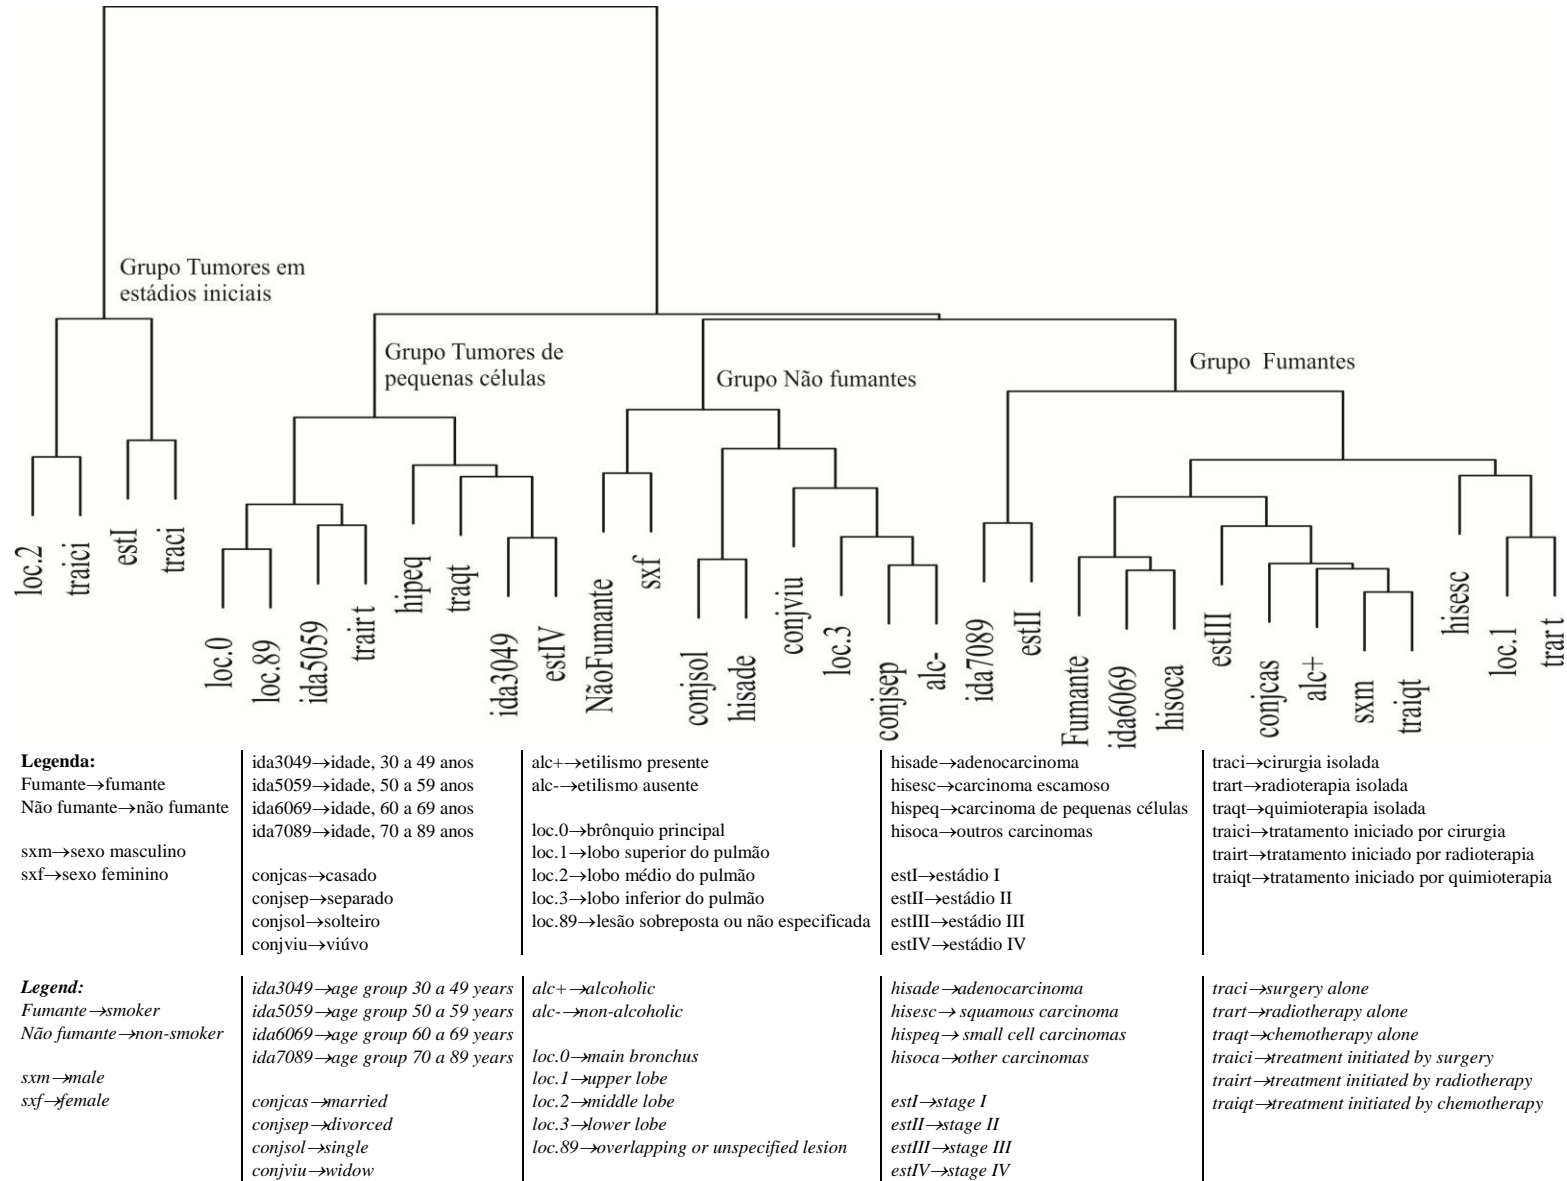 Grupo Tumores em
estádios iniciais
Grupo Tumores de
pequenas células
Grupo Não fumantes
Grupo Fumantes
loc.2
traici
estI
traci
loc.0
loc.89
ida5059
trairt
hipeq
traqt
ida3049
estIV
NãoFumante
sxf
conjsol
hisade
conjviu
loc.3
conjsep
alc-
ida7089
estII
Fumante
ida6069
hisoca
estIII
conjcas
alc+
sxm
traiqt
hisesc
loc.1
trart
Legenda:
Fumante→fumante
Não fumante→não fumante
sxm→sexo masculino
sxf→sexo feminino
ida3049→idade, 30 a 49 anos
ida5059→idade, 50 a 59 anos
ida6069→idade, 60 a 69 anos
ida7089→idade, 70 a 89 anos
conjcas→casado
conjsep→separado
conjsol→solteiro
conjviu→viúvo
alc+→etilismo presente
alc-→etilismo ausente
loc.0→brônquio principal
loc.1→lobo superior do pulmão
loc.2→lobo médio do pulmão
loc.3→lobo inferior do pulmão
loc.89→lesão sobreposta ou não especificada
hisade→adenocarcinoma
hisesc→carcinoma escamoso
hispeq→carcinoma de pequenas células
hisoca→outros carcinomas
estI→estádio I
estII→estádio II
estIII→estádio III
estIV→estádio IV
traci→cirurgia isolada
trart→radioterapia isolada
traqt→quimioterapia isolada
traici→tratamento iniciado por cirurgia
trairt→tratamento iniciado por radioterapia
traiqt→tratamento iniciado por quimioterapia
Legend:
Fumante→smoker
Não fumante→non-smoker
sxm→male
sxf→female
ida3049→age group 30 a 49 years
ida5059→age group 50 a 59 years
ida6069→age group 60 a 69 years
ida7089→age group 70 a 89 years
conjcas→married
conjsep→divorced
conjsol→single
conjviu→widow
alc+→alcoholic
alc-→non-alcoholic
loc.0→main bronchus
loc.1→upper lobe
loc.2→middle lobe
loc.3→lower lobe
loc.89→overlapping or unspecified lesion
hisade→adenocarcinoma
hisesc→ squamous carcinoma
hispeq→ small cell carcinomas
hisoca→other carcinomas
estI→stage I
estII→stage II
estIII→stage III
estIV→stage IV
traci→surgery alone
trart→radiotherapy alone
traqt→chemotherapy alone
traici→treatment initiated by surgery
trairt→treatment initiated by radiotherapy
traiqt→treatment initiated by chemotherapy